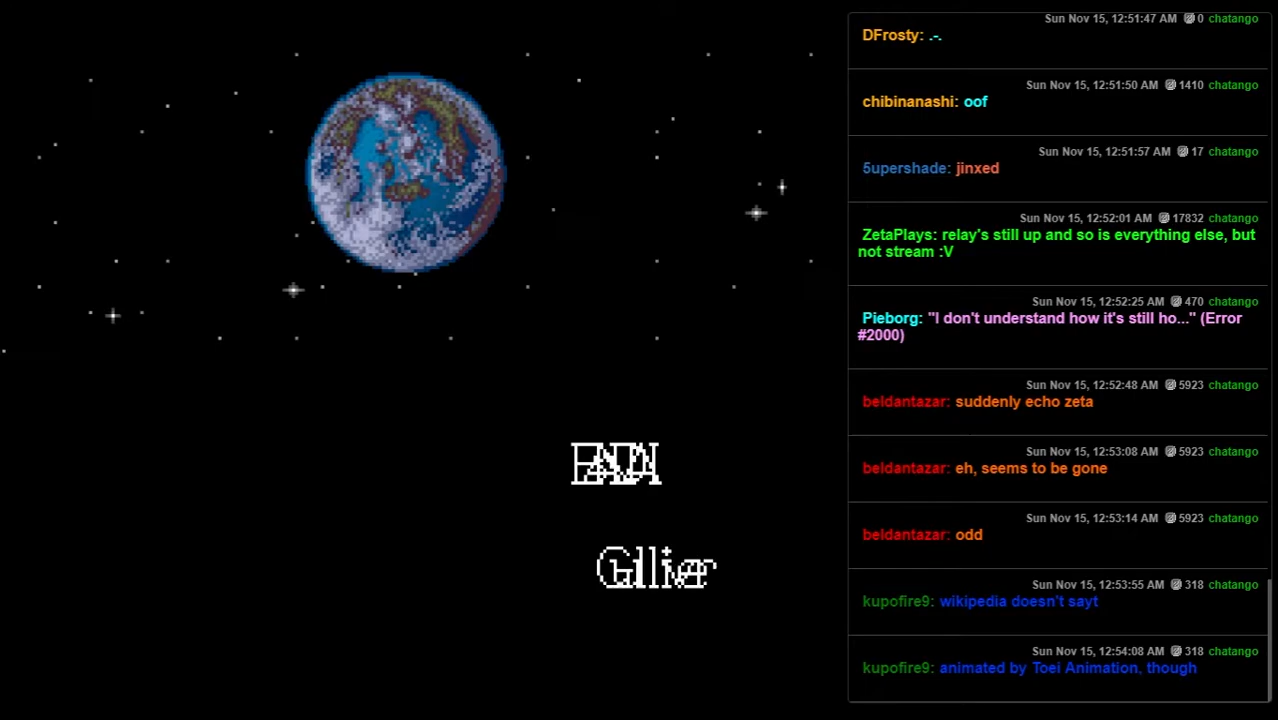 Sun Nov 15, 12:51:47 AM 0 chatango
DFrosty: .-.
Sun Nov 15, 12:51:50 AM 1410 chatango
chibinanashi: oof
Sun Nov 15, 12:51:57 AM 17 chatango
5upershade: jinxed
Sun Nov 15, 12:52:01 AM 17832 chatango
ZetaPlays: relay's still up and so is everything else, but
not stream :V
Sun Nov 15, 12:52:25 AM 470 chatango
Pieborg: "I don't understand how it's still ho..." (Error
#2000)
Sun Nov 15, 12:52:48 AM 5923 chatango
beldantazar: suddenly echo zeta
Sun Nov 15, 12:53:08 AM 5923 chatango
beldantazar: eh, seems to be gone
Sun Nov 15, 12:53:14 AM 5923 chatango
beldantazar: odd
Sun Nov 15, 12:53:55 AM 318 chatango
kupofire9: wikipedia doesn't sayt
Sun Nov 15, 12:54:08 AM 318 chatango
kupofire9: animated by Toei Animation, though